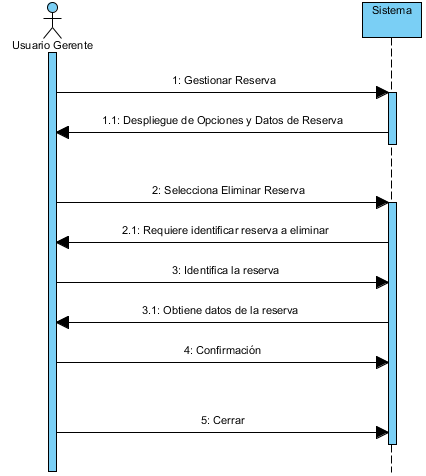 Sistema
Usuario Gerente
1: Gestionar Reserva
1.1: Despliegue de Opciones y Datos de Reserva
2: Selecciona Eliminar Reserva
2.1: Requiere identificar reserva a eliminar
3: Identifica la reserva
3.1: Obtiene datos de la reserva
4: Confirmación
5: Cerrar